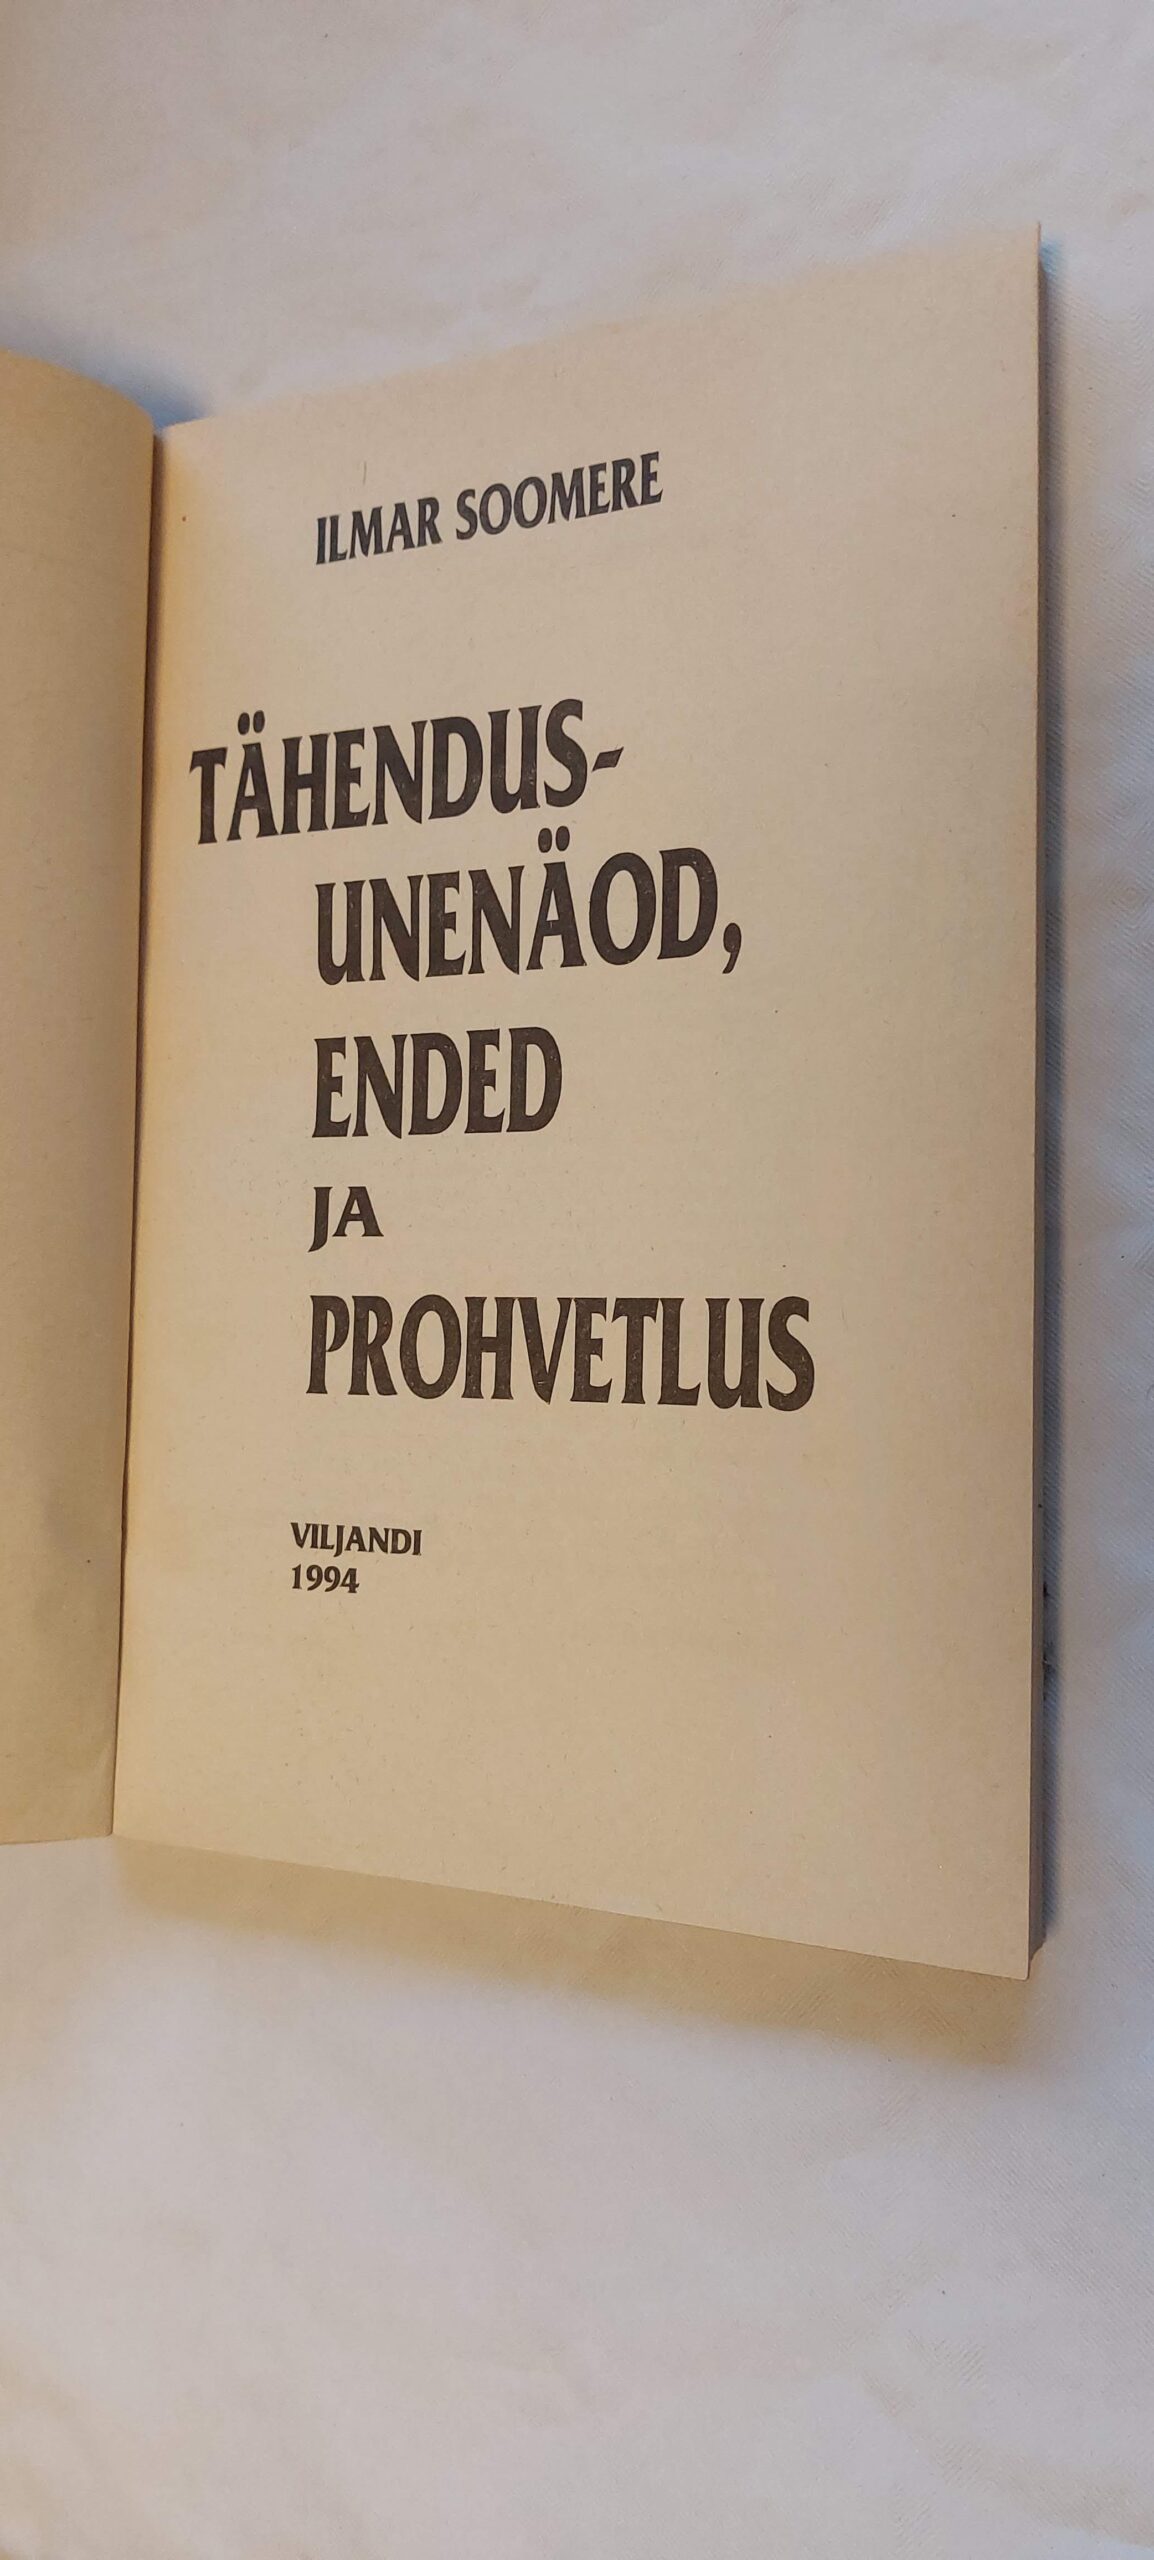 ILMAR SOOMERE
TÄHENDUS-
UNENÄOD,
ENDED
JA
PROHVETLUS
VILJANDI
1994